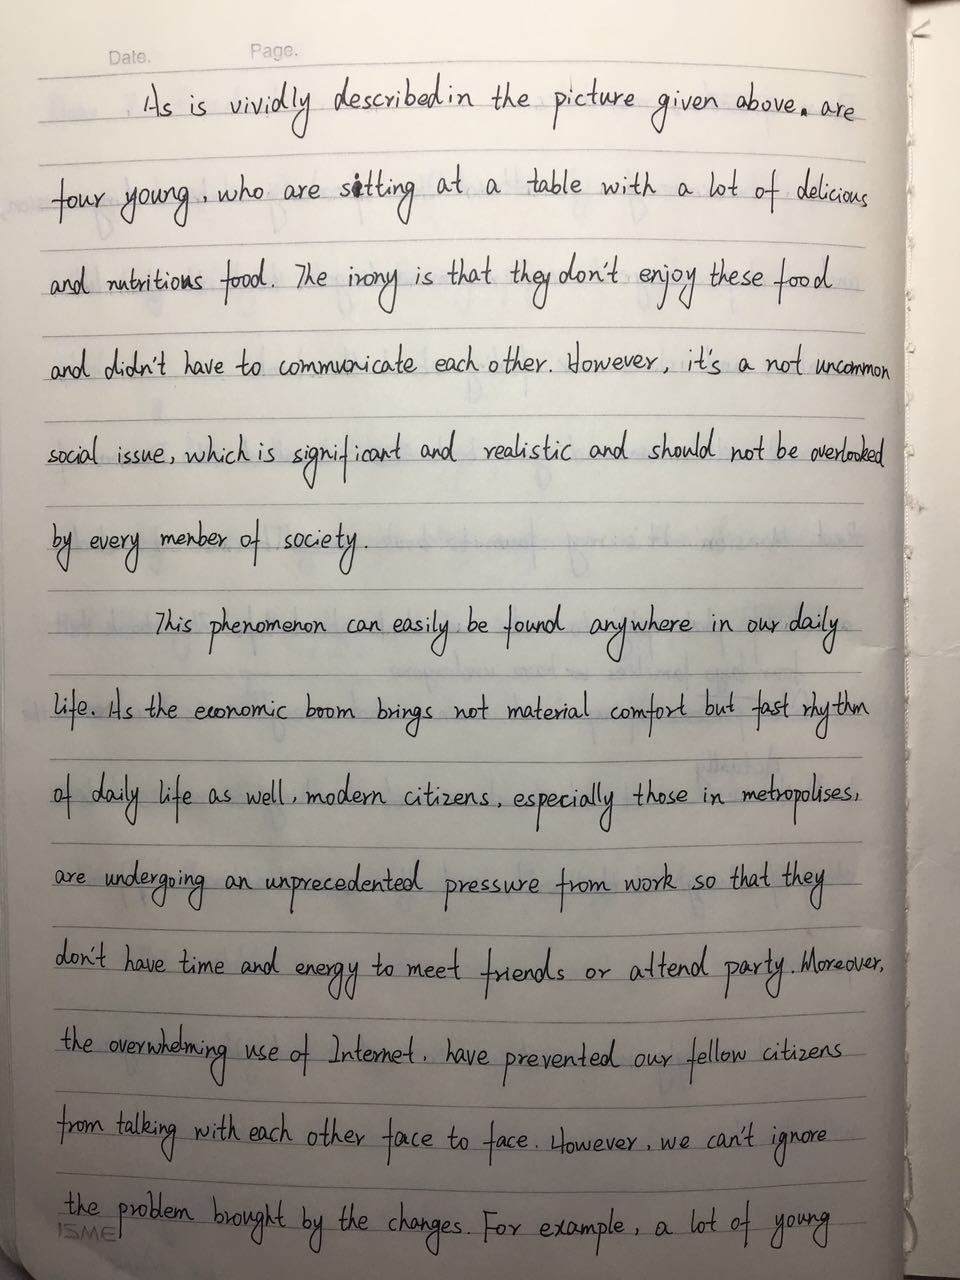 Date. Page.
As is vividly described in the picture given above, are
four young, who are sitting at a table with a lot of delicious
and nutritious food. The irony is that they don't enjoy these food
and didn't have to communicate each other. However, it's a not uncommon
social issue, which is significant and realistic and should not be overlooked
by every menber of society.
This phenomenon can easily be found anywhere in our daily
life. As the economic boom brings not material comfort but fast rhythm
of daily life as well, modern citizens, especially those in metropolises,
are undergoing an unprecedented pressure from work so that they
don't have time and energy to meet friends or attend party. Moreover,
the overwhelming use of Internet, have prevented our fellow citizens
from talking with each other face to face. However, we can't ignore
the problem brought by the changes. For example, a lot of young
ISME